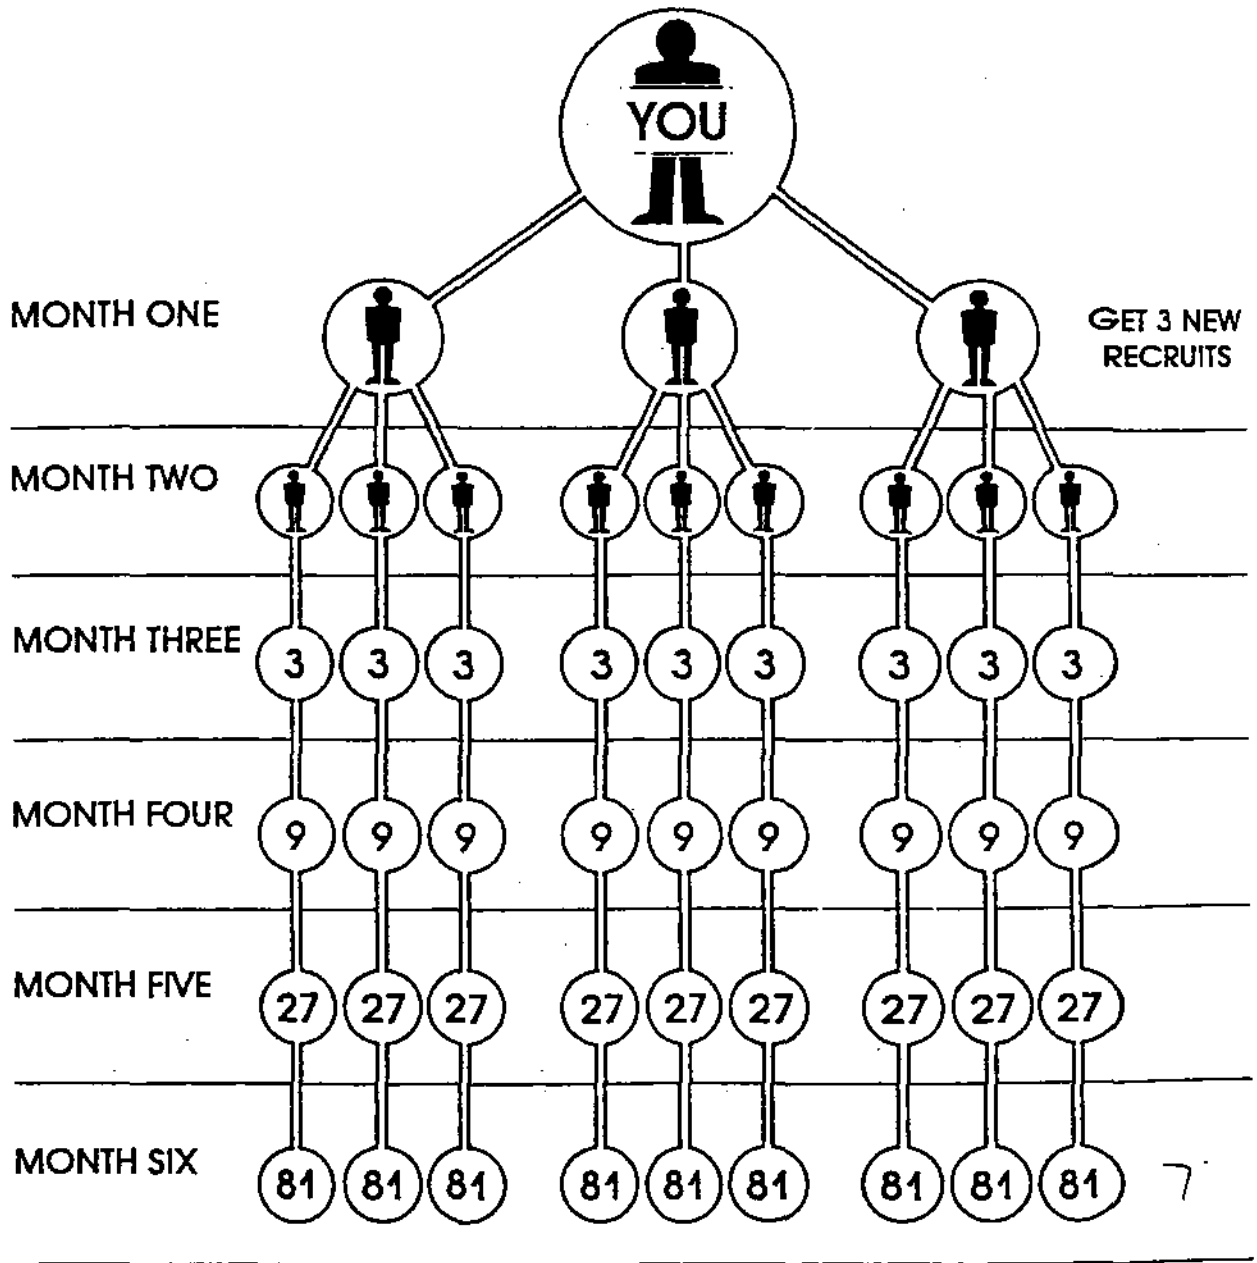 YOU
MONTH ONE
GET 3 NEW
RECRUITS
MONTH TWO
MONTH THREE 3 3 3 3 3 3 3 3 3
MONTH FOUR 9 9 9 9 9 9 9 9 9
MONTH FIVE 27 27 27 27 27 27 27 27 27
MONTH SIX 81 81 81 81 81 81 81 81 81